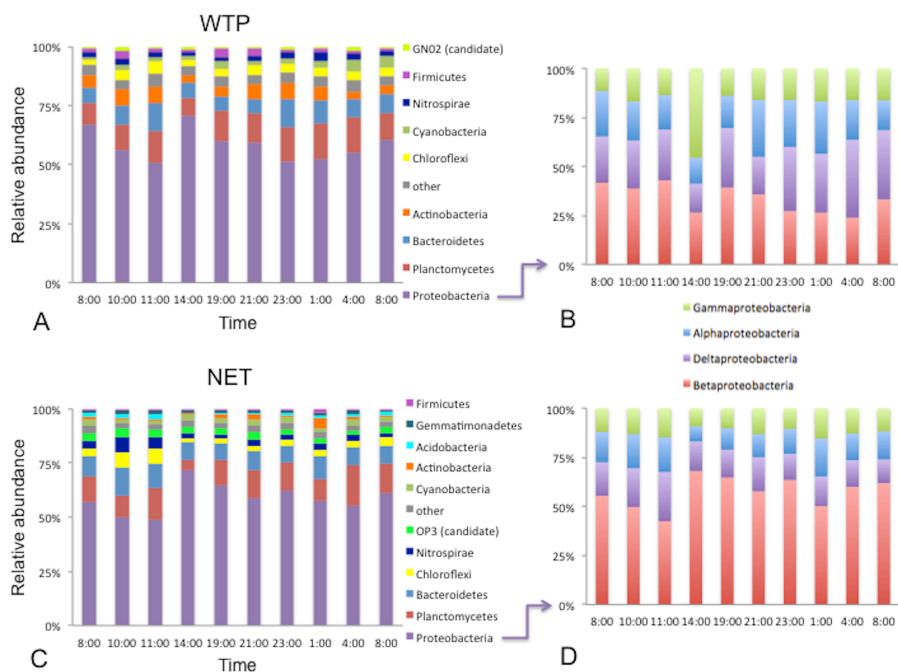 WTP
Relative abundance
100%
75%
50%
25%
0%
8:00 10:00 11:00 14:00 19:00 21:00 23:00 1:00 4:00 8:00
Time
A
GN02 (candidate)
Firmicutes
Nitrospirae
Cyanobacteria
Chloroflexi
other
Actinobacteria
Bacteroidetes
Planctomycetes
Proteobacteria
100%
75%
50%
25%
0%
8:00 10:00 11:00 14:00 19:00 21:00 23:00 1:00 4:00 8:00
B
Gammaproteobacteria
Alphaproteobacteria
Deltaproteobacteria
Betaproteobacteria
NET
Relative abundance
100%
75%
50%
25%
0%
8:00 10:00 11:00 14:00 19:00 21:00 23:00 1:00 4:00 8:00
Time
C
Firmicutes
Gemmatimonadetes
Acidobacteria
Actinobacteria
Cyanobacteria
other
OP3 (candidate)
Nitrospirae
Chloroflexi
Bacteroidetes
Planctomycetes
Proteobacteria
100%
75%
50%
25%
0%
8:00 10:00 11:00 14:00 19:00 21:00 23:00 1:00 4:00 8:00
D